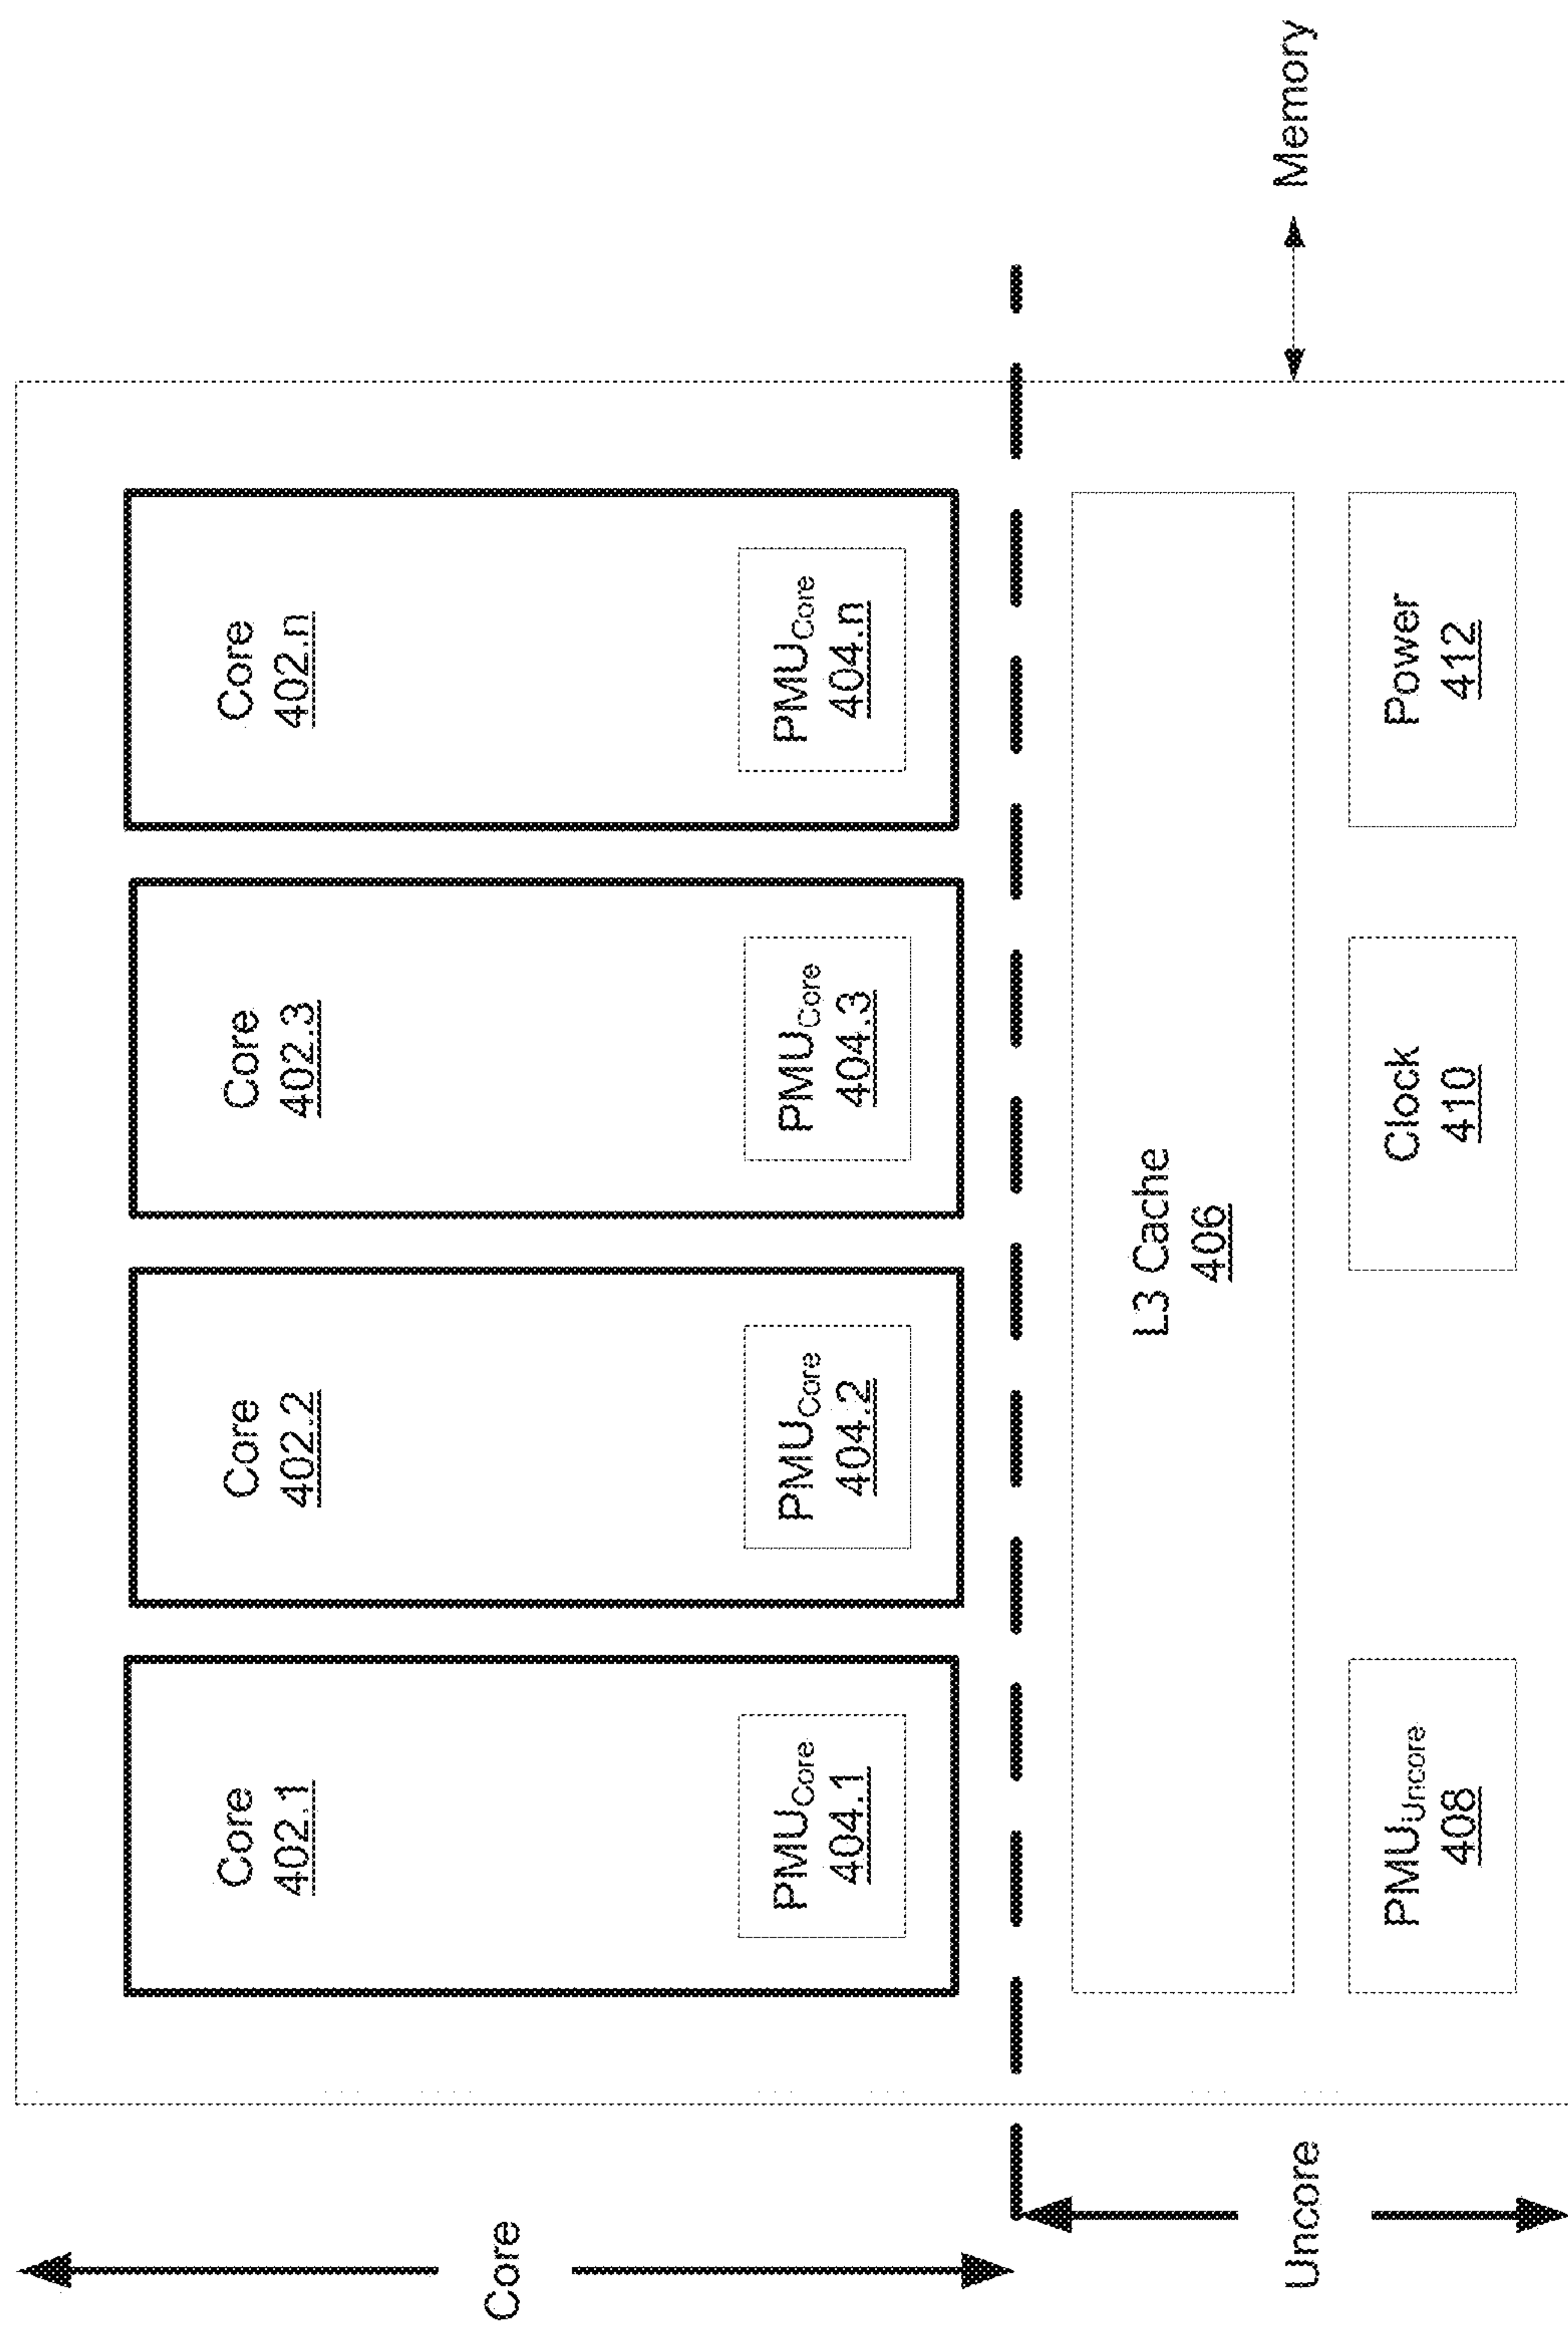 Core
Core
402.1
PMUCore
404.1
Core
402.2
PMUCore
404.2
Core
402.3
PMUCore
404.3
Core
402.n
PMUCore
404.n
Uncore
L3 Cache
406
PMUUncore
408
Clock
410
Power
412
Memory